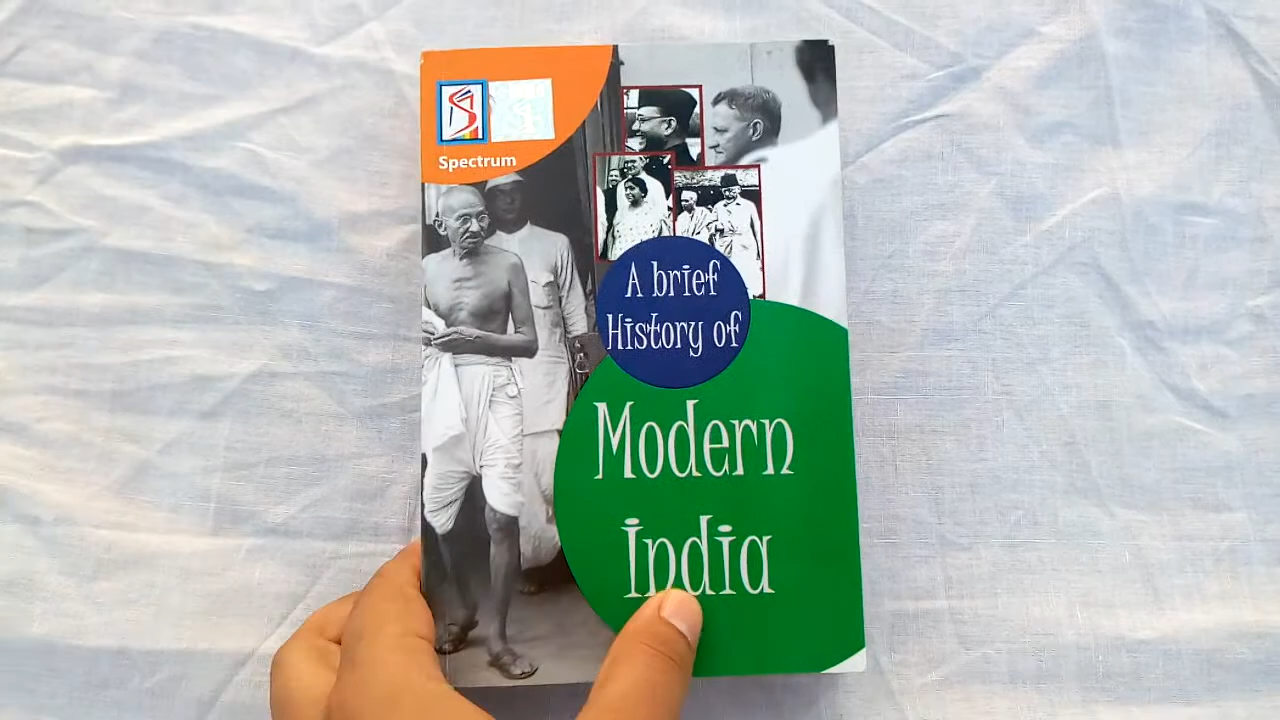 Spectrum
A brief
History of
Modern
India